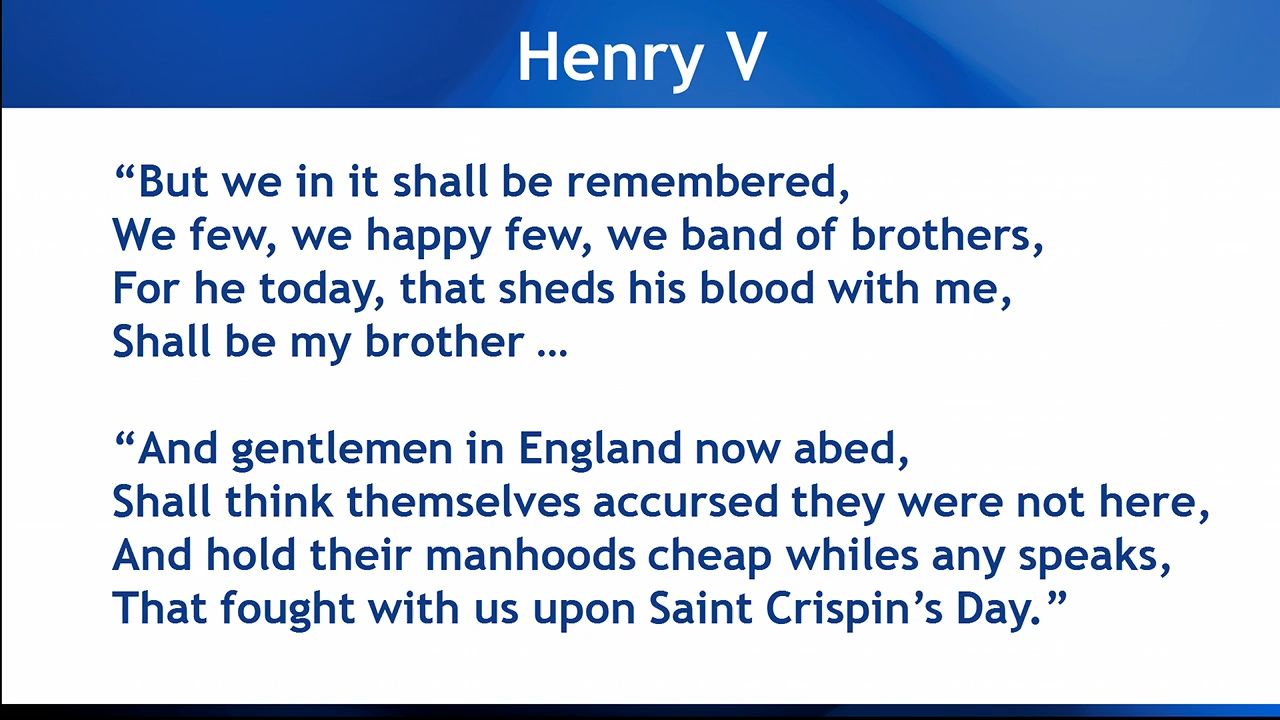 Henry V
“But we in it shall be remembered,
We few, we happy few, we band of brothers,
For he today, that sheds his blood with me,
Shall be my brother …
“And gentlemen in England now abed,
Shall think themselves accursed they were not here,
And hold their manhoods cheap whiles any speaks,
That fought with us upon Saint Crispin’s Day.”